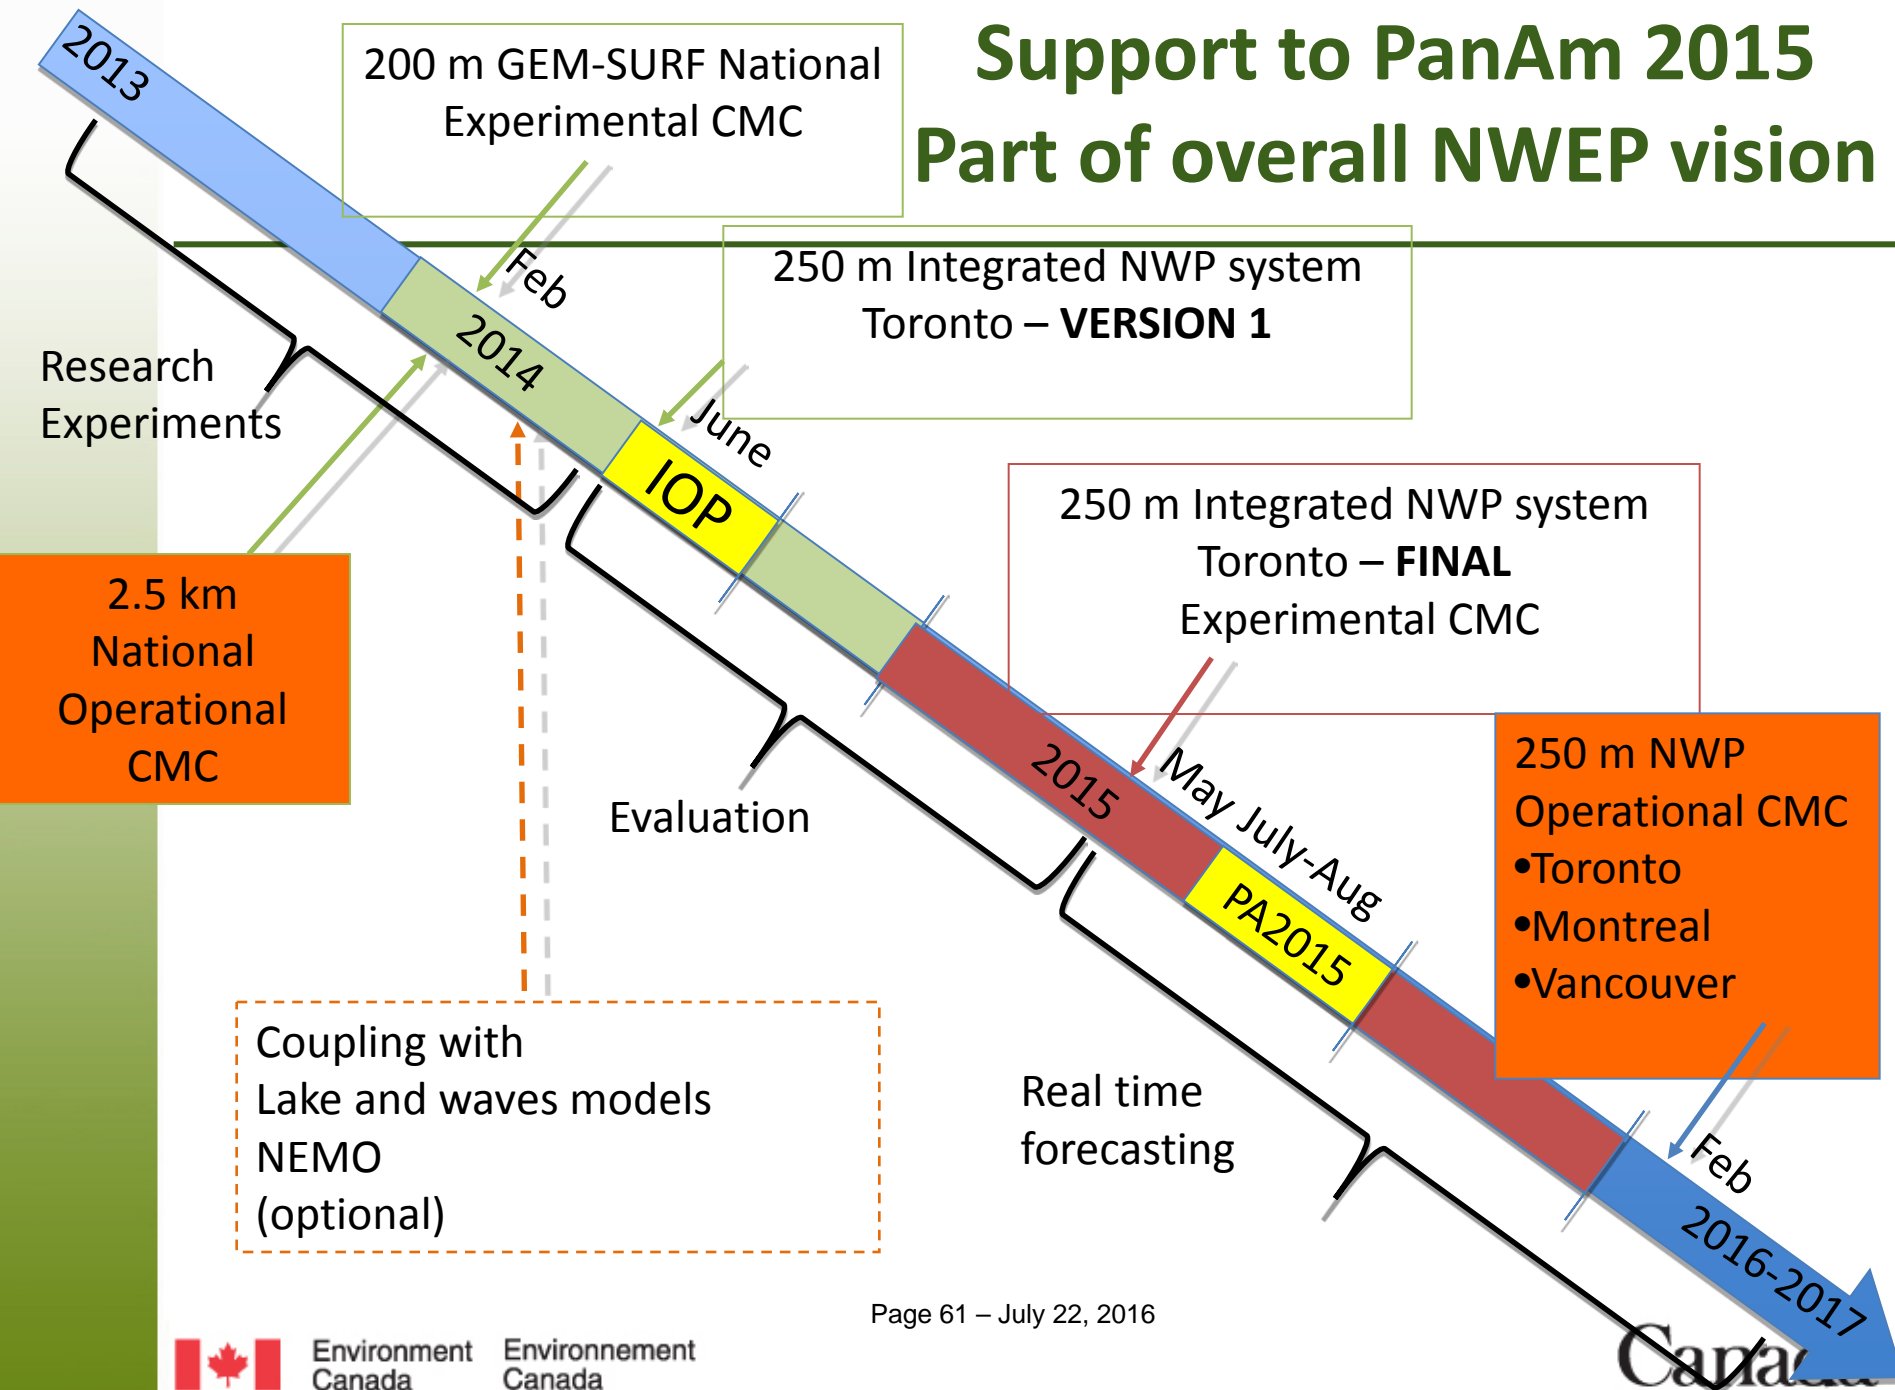 Support to PanAm 2015
Part of overall NWEP vision
2013
200 m GEM-SURF National
Experimental CMC
Feb
250 m Integrated NWP system
Toronto – VERSION 1
2014
Research
Experiments
June
IOP
250 m Integrated NWP system
Toronto – FINAL
Experimental CMC
2.5 km
National
Operational
CMC
Evaluation
2015
May July-Aug
250 m NWP
Operational CMC
•Toronto
•Montreal
•Vancouver
PA2015
Coupling with
Lake and waves models
NEMO
(optional)
Real time
forecasting
Feb
2016-2017
Page 61 – July 22, 2016
Environment
Canada
Environnement
Canada
Canada